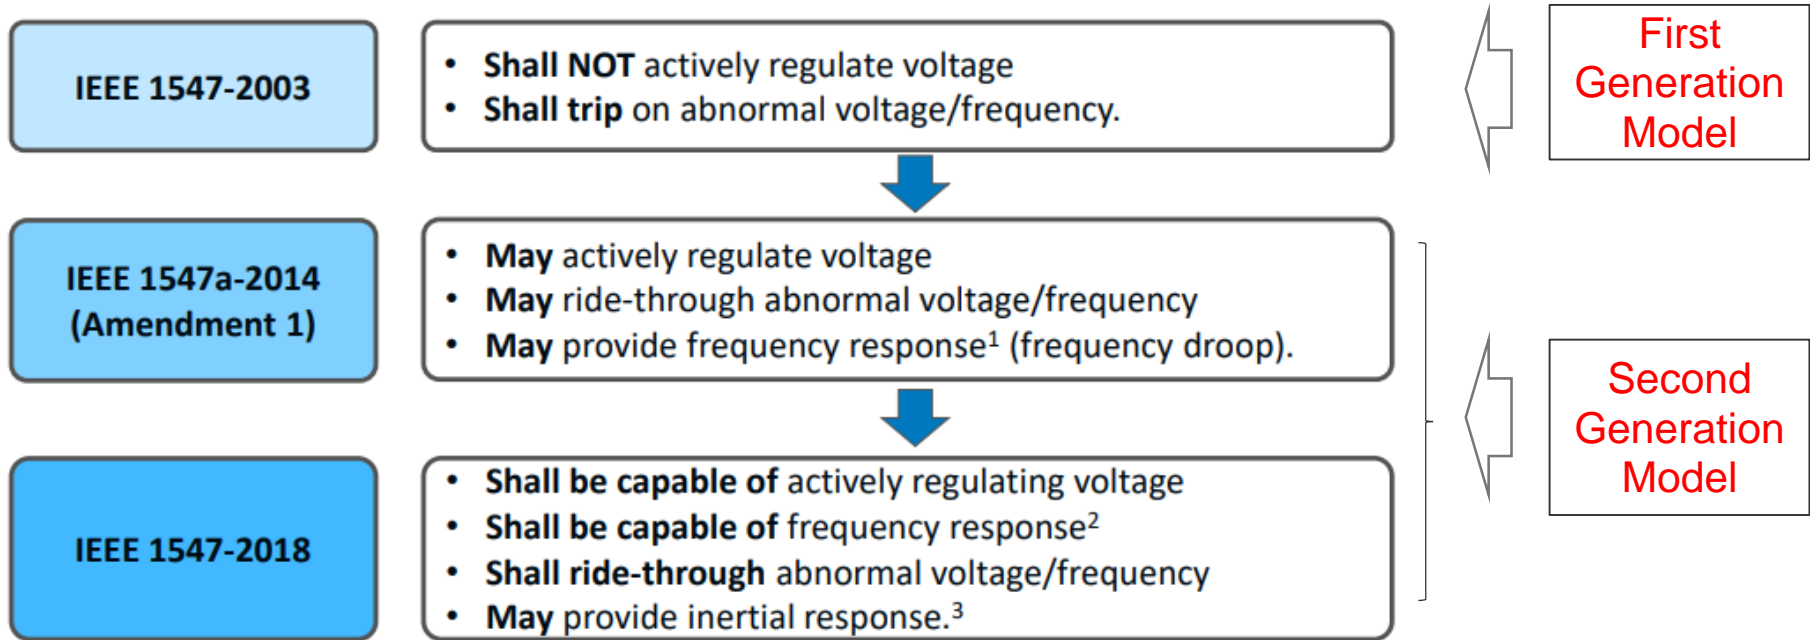 IEEE 1547-2003
• Shall NOT actively regulate voltage
• Shall trip on abnormal voltage/frequency.
First
Generation
Model
IEEE 1547a-2014
(Amendment 1)
• May actively regulate voltage
• May ride-through abnormal voltage/frequency
• May provide frequency response¹ (frequency droop).
Second
Generation
Model
IEEE 1547-2018
• Shall be capable of actively regulating voltage
• Shall be capable of frequency response²
• Shall ride-through abnormal voltage/frequency
• May provide inertial response.³